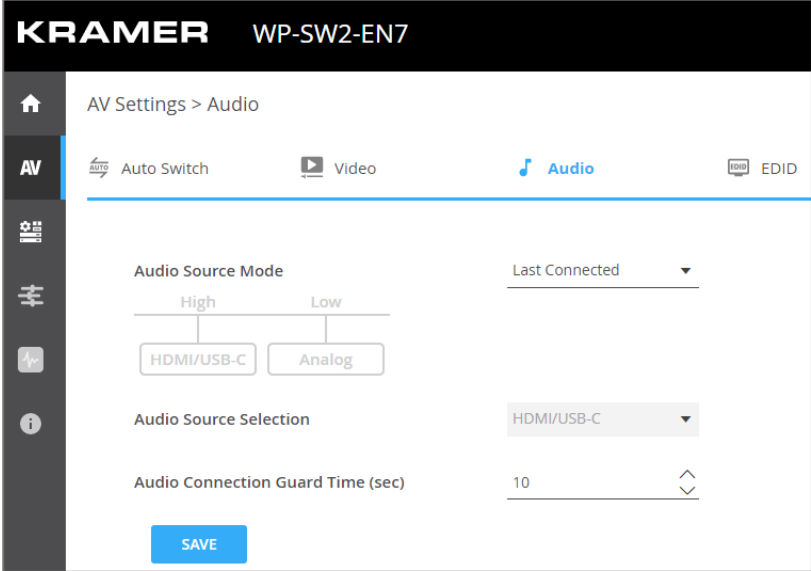 KRAMER WP-SW2-EN7
AV Settings > Audio
AV
AUTO Auto Switch Video Audio EDID EDID
Audio Source Mode Last Connected
High Low
HDMI/USB-C Analog
Audio Source Selection HDMI/USB-C
Audio Connection Guard Time (sec) 10
SAVE